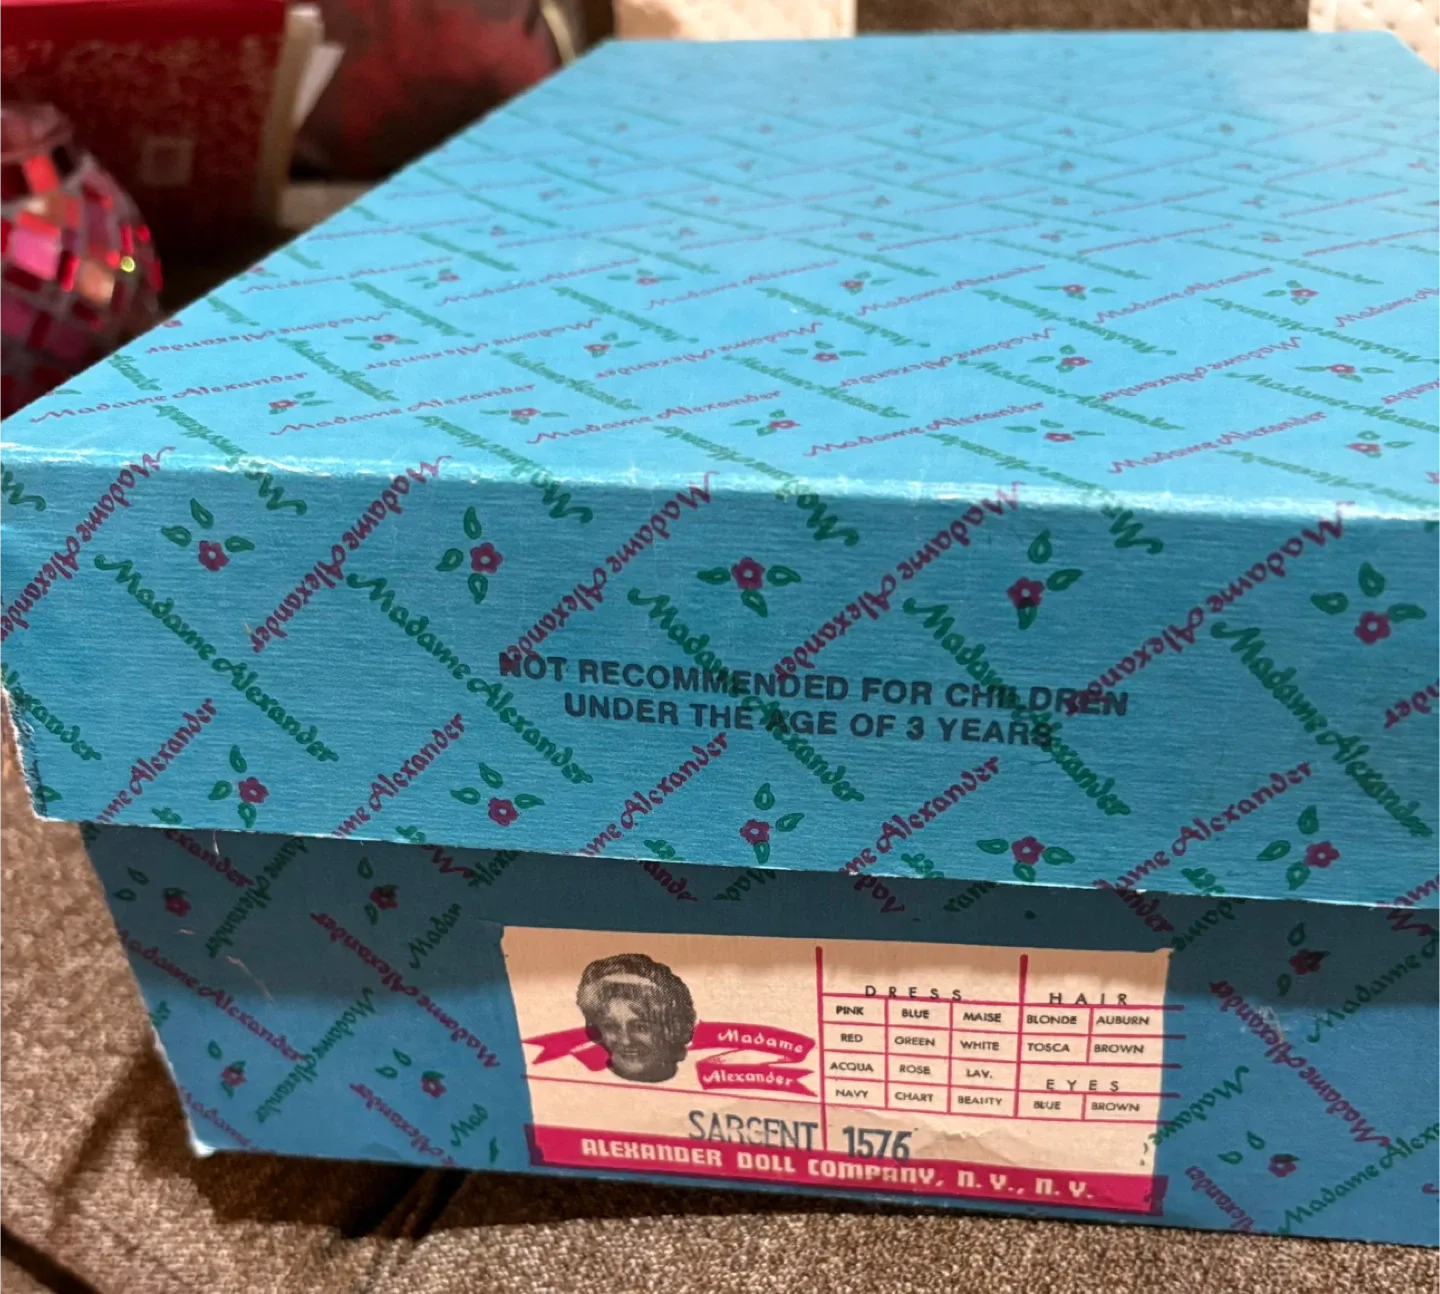 Madame Alexander
NOT RECOMMENDED FOR CHILDREN
UNDER THE AGE OF 3 YEARS
Madame
Alexander
DRESS
PINK BLUE MAISE
RED GREEN WHITE
ACQUA ROSE LAV.
NAVY CHART BEAUTY
HAIR
BLONDE AUBURN
TOSCA BROWN
EYES
BLUE BROWN
SARGENT 1576
ALEXANDER DOLL COMPANY, N. Y., N. Y.